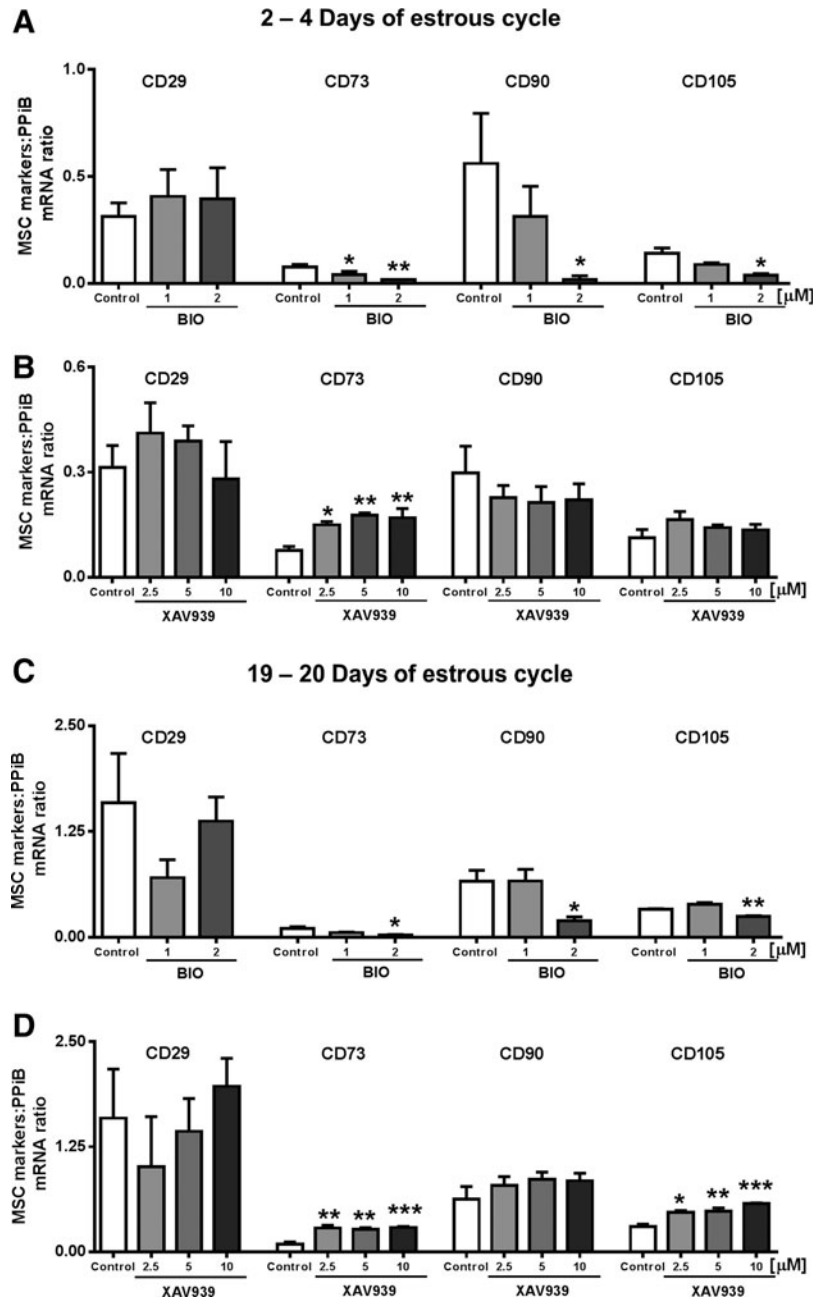 A
2 – 4 Days of estrous cycle
MSC markers:PPiB
mRNA ratio
1.0
0.5
0.0
CD29 CD73 CD90 CD105
* ** * *
Control 1 2 Control 1 2 Control 1 2 Control 1 2 [μM]
BIO BIO BIO BIO
B
MSC markers:PPiB
mRNA ratio
0.6
0.3
0.0
CD29 CD73 CD90 CD105
* ** **
Control 2.5 5 10 Control 2.5 5 10 Control 2.5 5 10 Control 2.5 5 10 [μM]
XAV939 XAV939 XAV939 XAV939
C
19 – 20 Days of estrous cycle
MSC markers:PPiB
mRNA ratio
2.50
1.25
0.00
CD29 CD73 CD90 CD105
* * **
Control 1 2 Control 1 2 Control 1 2 Control 1 2 [μM]
BIO BIO BIO BIO
D
MSC markers:PPiB
mRNA ratio
2.50
1.25
0.00
CD29 CD73 CD90 CD105
** ** *** * ** ***
Control 2.5 5 10 Control 2.5 5 10 Control 2.5 5 10 Control 2.5 5 10 [μM]
XAV939 XAV939 XAV939 XAV939